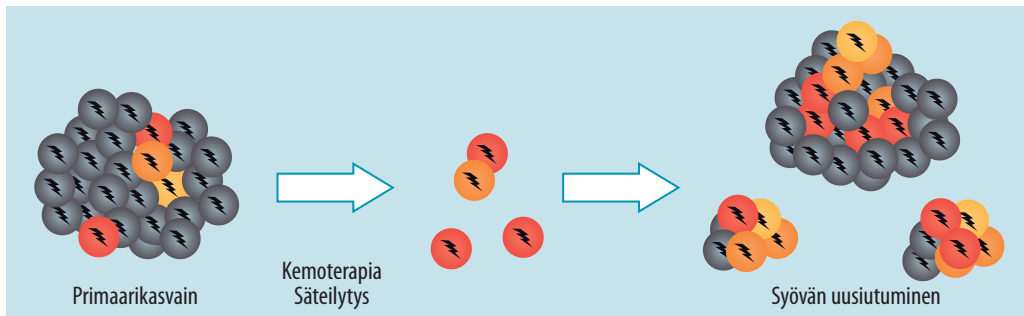 Primaarikasvain
Kemoterapia
Säteilytys
Syövän uusiutuminen